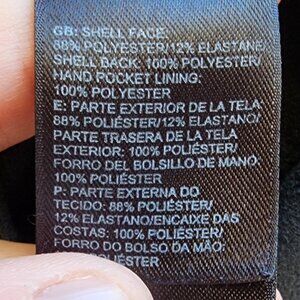 GB: SHELL FACE:
88% POLYESTER/12% ELASTANE/
SHELL BACK: 100% POLYESTER/
HAND POCKET LINING:
100% POLYESTER
E: PARTE EXTERIOR DE LA TELA:
88% POLIÉSTER/12% ELASTANO/
PARTE TRASERA DE LA TELA
EXTERIOR: 100% POLIÉSTER/
FORRO DEL BOLSILLO DE MANO:
100% POLIÉSTER
P: PARTE EXTERNA DO
TECIDO: 88% POLIÉSTER/
12% ELASTANO/ENCAIXE DAS
COSTAS: 100% POLIÉSTER/
FORRO DO BOLSO DA MÃO:
POLIÉSTER